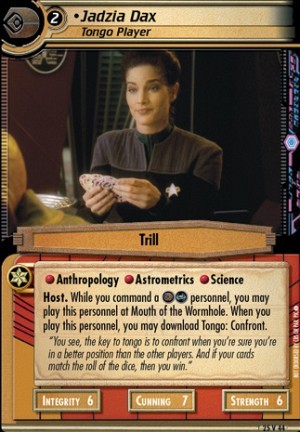 2
•Jadzia Dax
Tongo Player
Trill
• Anthropology • Astrometrics • Science
Host. While you command a personnel, you may
play this personnel at Mouth of the Wormhole. When you
play this personnel, you may download Tongo: Confront.
"You see, the key to tongo is to confront when you're sure you're
in a better position than the other players. And if your cards
match the roll of the dice, then you win."
INTEGRITY 6 CUNNING 7 STRENGTH 6